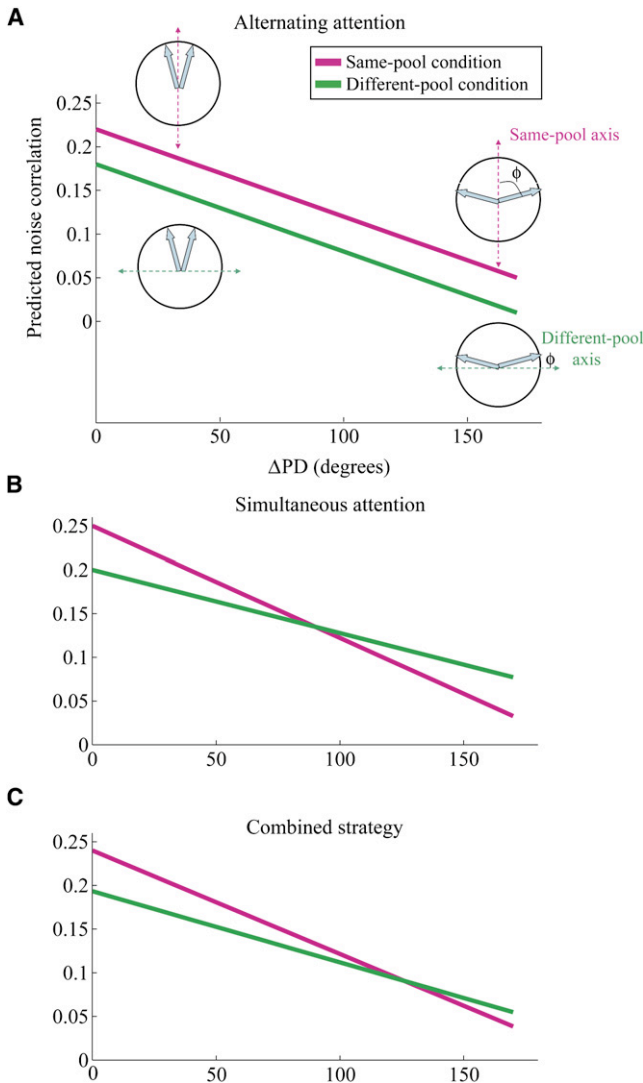 A
Alternating attention
Same-pool condition
Different-pool condition
0.25
0.2
0.15
0.1
0.05
0
Predicted noise correlation
Same-pool axis
ϕ
Different-pool
axis
ϕ
0
50
100
150
ΔPD (degrees)
B
Simultaneous attention
0.25
0.2
0.15
0.1
0.05
0
0
50
100
150
C
Combined strategy
0.25
0.2
0.15
0.1
0.05
0
0
50
100
150